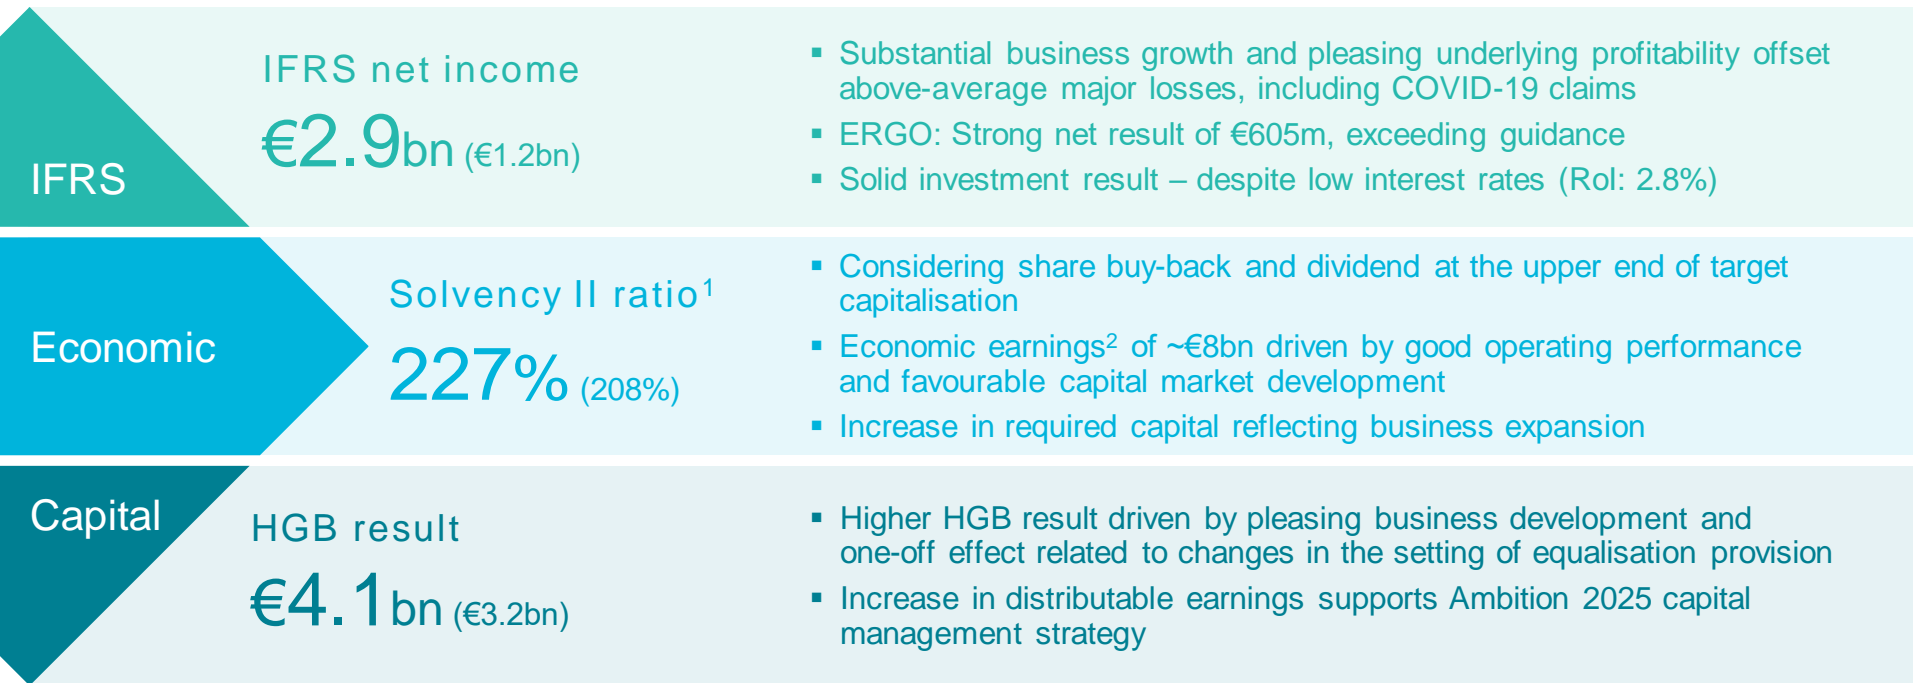 IFRS
IFRS net income
€2.9bn (€1.2bn)
▪ Substantial business growth and pleasing underlying profitability offset
above-average major losses, including COVID-19 claims
▪ ERGO: Strong net result of €605m, exceeding guidance
▪ Solid investment result – despite low interest rates (RoI: 2.8%)
Economic
Solvency II ratio¹
227% (208%)
▪ Considering share buy-back and dividend at the upper end of target
capitalisation
▪ Economic earnings² of ~€8bn driven by good operating performance
and favourable capital market development
▪ Increase in required capital reflecting business expansion
Capital
HGB result
€4.1bn (€3.2bn)
▪ Higher HGB result driven by pleasing business development and
one-off effect related to changes in the setting of equalisation provision
▪ Increase in distributable earnings supports Ambition 2025 capital
management strategy